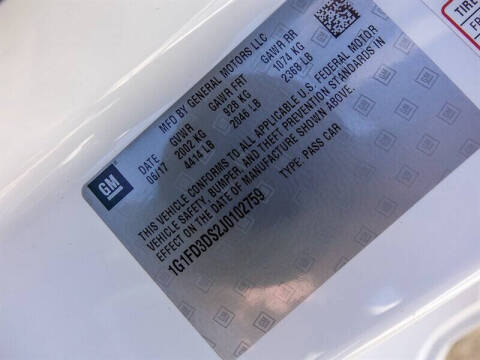 MFD BY GENERAL MOTORS LLC
DATE GVWR GAWR FRT GAWR RR
06/17 2002 KG 928 KG 1074 KG
4414 LB 2046 LB 2368 LB
THIS VEHICLE CONFORMS TO ALL APPLICABLE U.S. FEDERAL MOTOR
VEHICLE SAFETY, BUMPER, AND THEFT PREVENTION STANDARDS IN
EFFECT ON THE DATE OF MANUFACTURE SHOWN ABOVE.
1G1FD3DS2J0102759 TYPE: PASS CAR
GM
TIRE